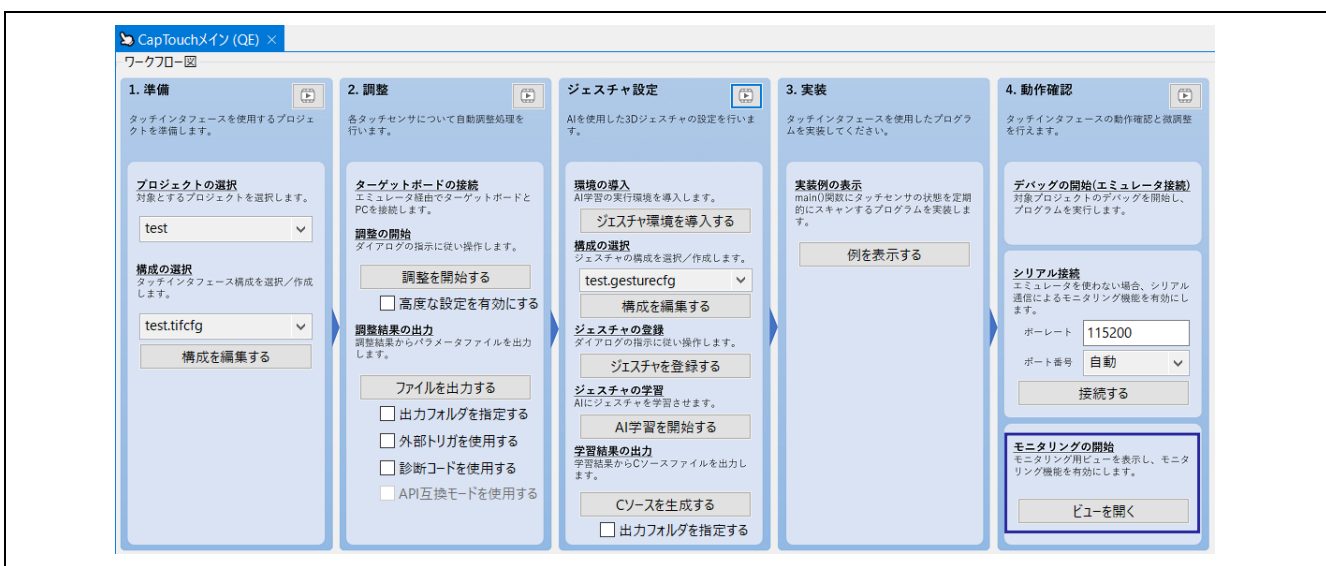 CapTouchメイン (QE)
ワークフロー図
1. 準備
タッチインタフェースを使用するプロジェ
クトを準備します。
プロジェクトの選択
対象とするプロジェクトを選択します。
test
構成の選択
タッチインタフェース構成を選択／作成
します。
test.tifcfg
構成を編集する
2. 調整
各タッチセンサについて自動調整処理を
行います。
ターゲットボードの接続
エミュレータ経由でターゲットボードと
PCを接続します。
調整の開始
ダイアログの指示に従い操作します。
調整を開始する
高度な設定を有効にする
調整結果の出力
調整結果からパラメータファイルを出力
します。
ファイルを出力する
出力フォルダを指定する
外部トリガを使用する
診断コードを使用する
API互換モードを使用する
ジェスチャ設定
AIを使用した3Dジェスチャの設定を行いま
す。
環境の導入
AI学習の実行環境を導入します。
ジェスチャ環境を導入する
構成の選択
ジェスチャの構成を選択／作成します。
test.gesturecfg
構成を編集する
ジェスチャの登録
ダイアログの指示に従い操作します。
ジェスチャを登録する
ジェスチャの学習
AIにジェスチャを学習させます。
AI学習を開始する
学習結果の出力
学習結果からCソースファイルを出力し
ます。
Cソースを生成する
出力フォルダを指定する
3. 実装
タッチインタフェースを使用したプログラ
ムを実装してください。
実装例の表示
main()関数にタッチセンサの状態を定期
的にスキャンするプログラムを実装しま
す。
例を表示する
4. 動作確認
タッチインタフェースの動作確認と微調整
を行えます。
デバッグの開始(エミュレータ接続)
対象プロジェクトのデバッグを開始し、
プログラムを実行します。
シリアル接続
エミュレータを使わない場合、シリアル
通信によるモニタリング機能を有効にし
ます。
ボーレート 115200
ポート番号 自動
接続する
モニタリングの開始
モニタリング用ビューを表示し、モニタ
リング機能を有効にします。
ビューを開く